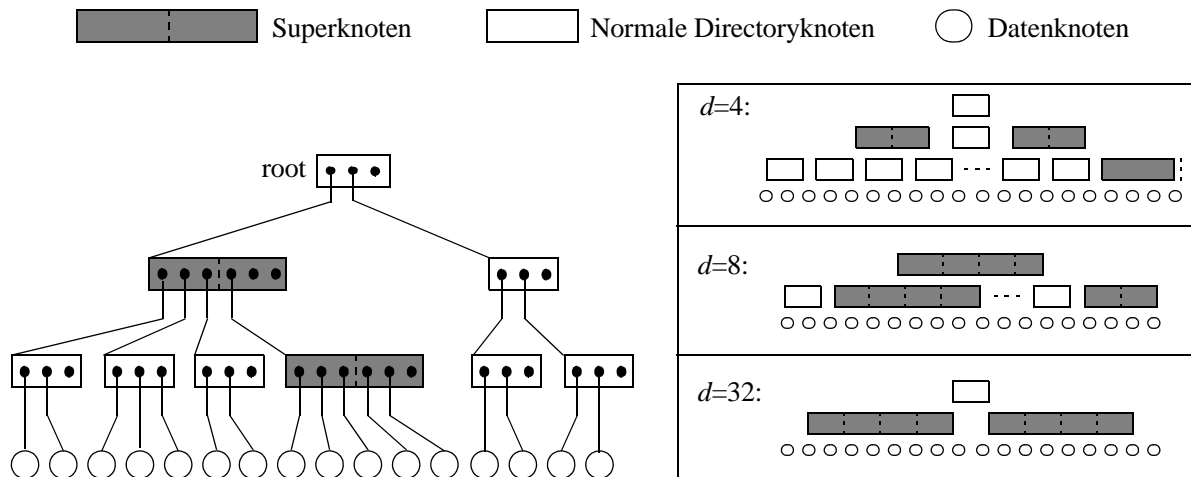 Superknoten
Normale Directoryknoten
Datenknoten
root
d=4:
d=8:
d=32: